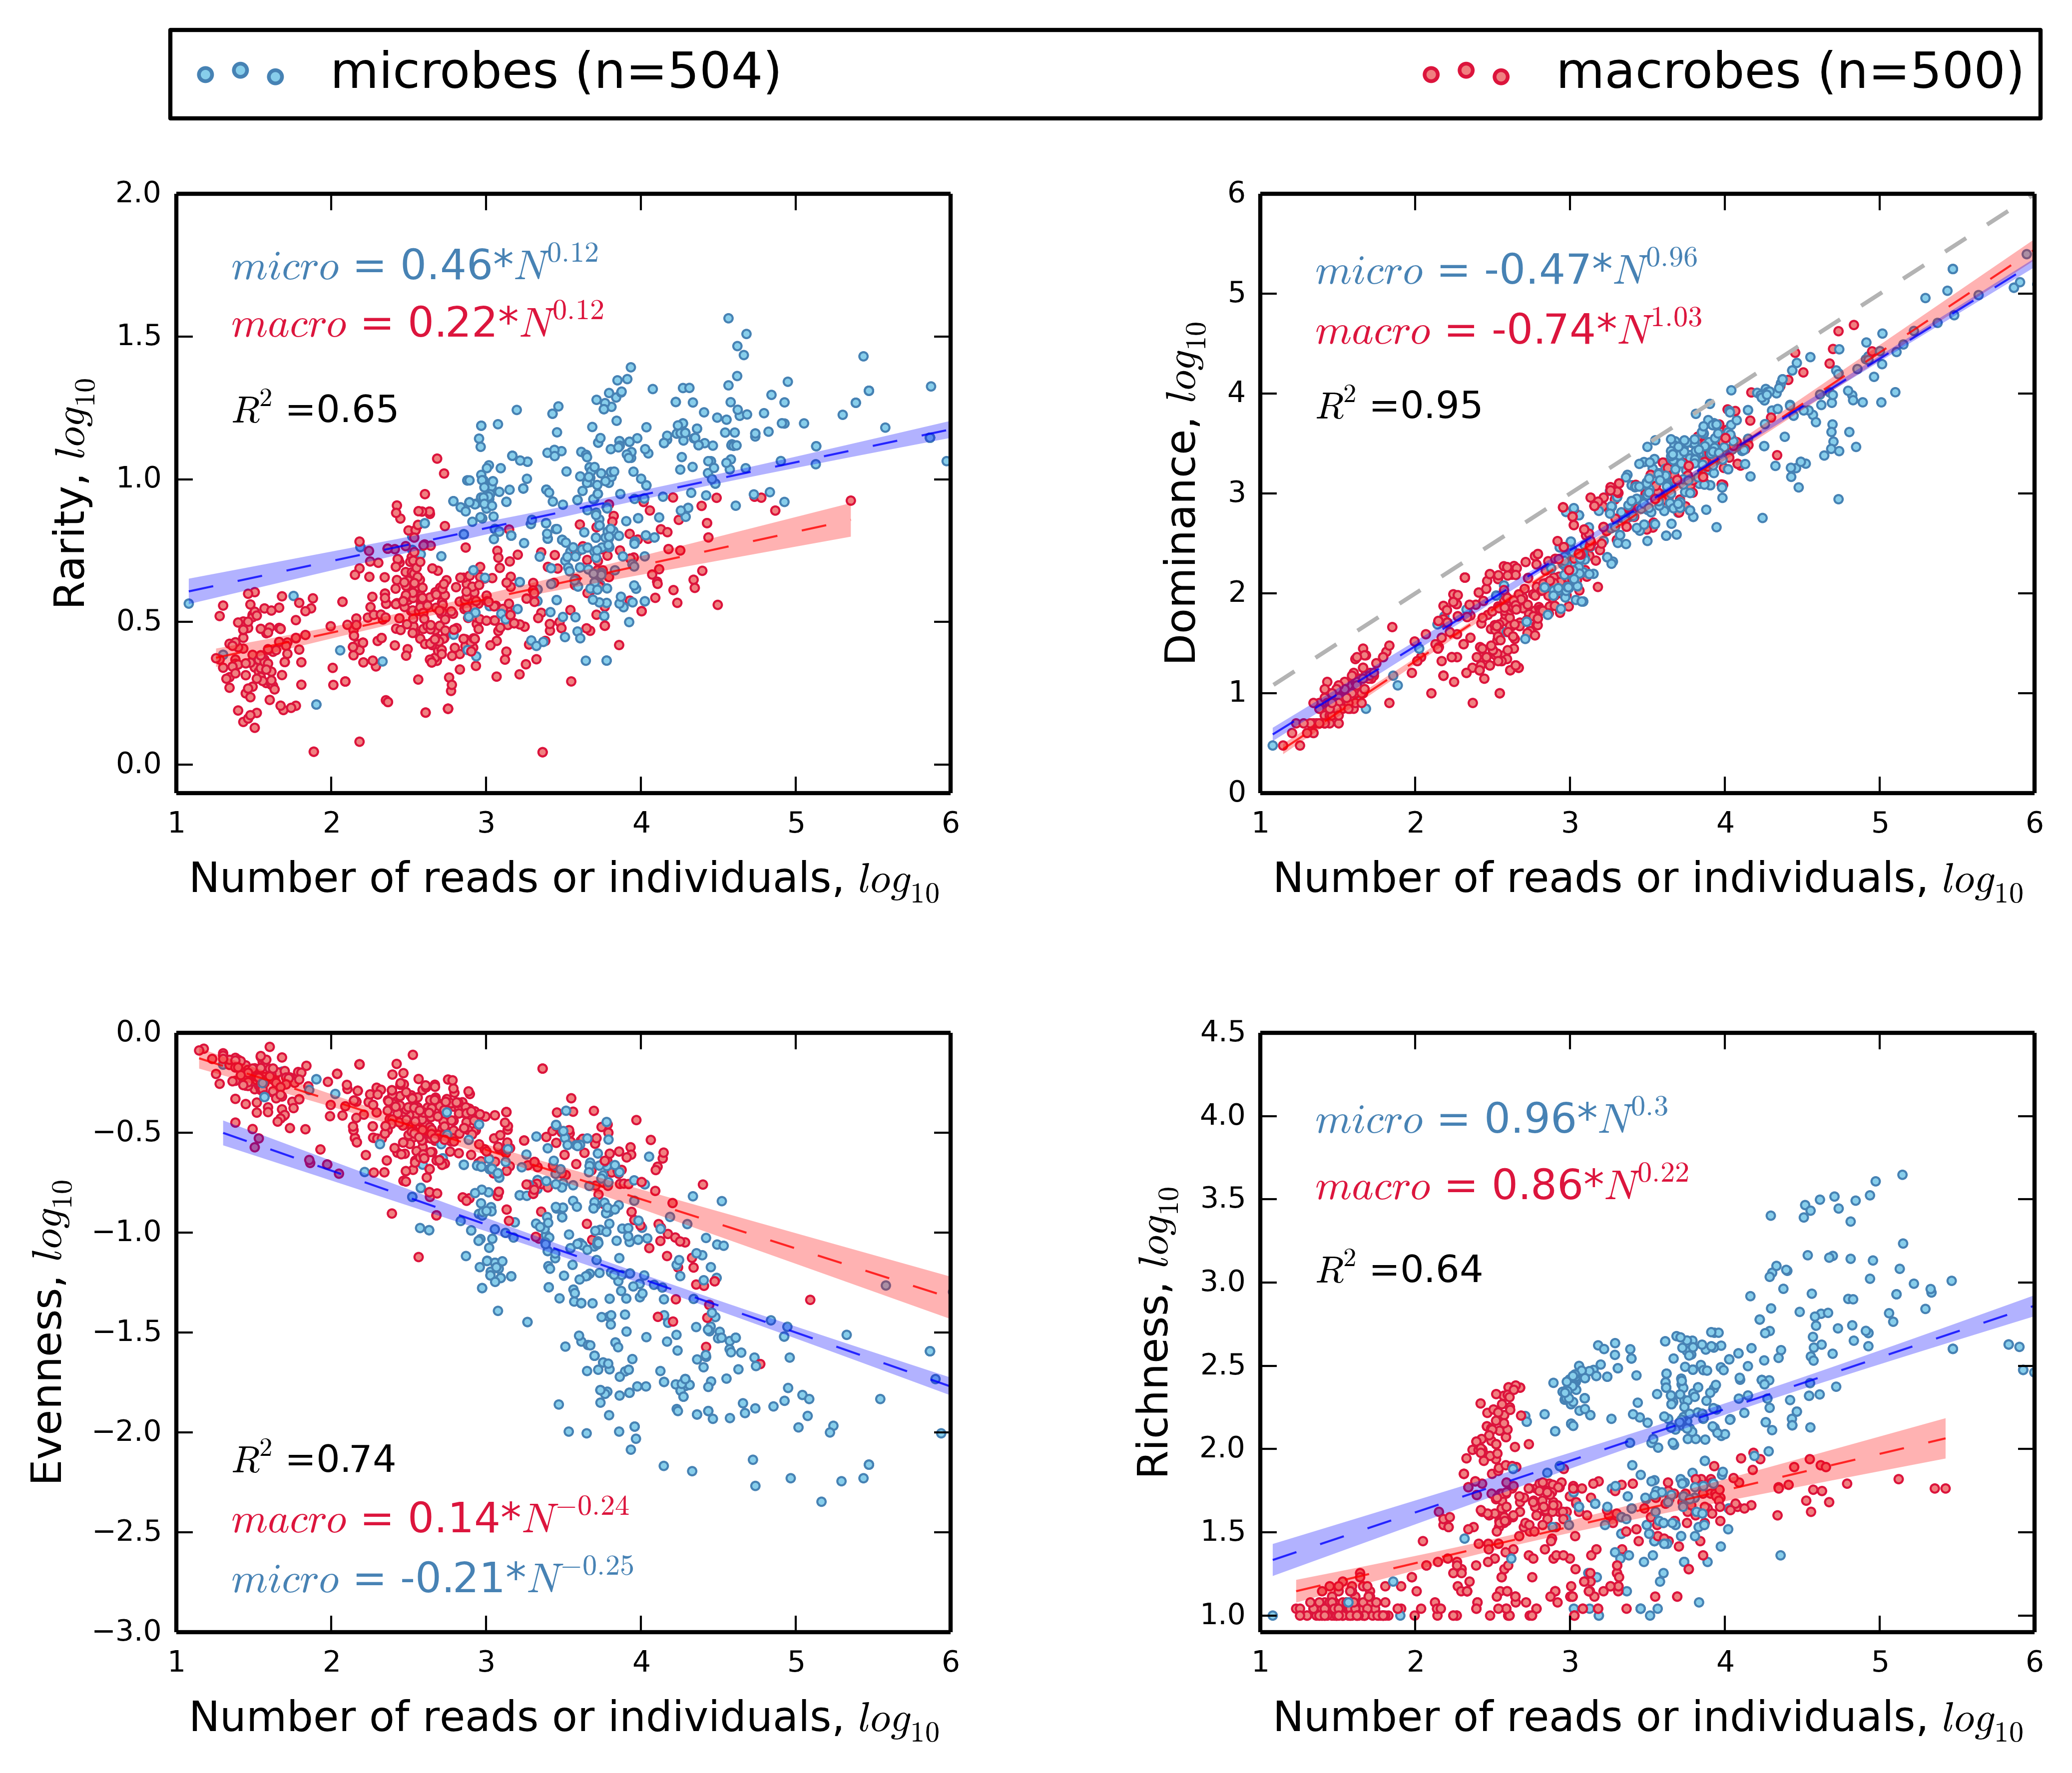 microbes (n=504) macrobes (n=500)
2.0
1.5
1.0
0.5
0.0
Rarity, log₁₀
micro = 0.46*N^0.12
macro = 0.22*N^0.12
R² =0.65
1 2 3 4 5 6
Number of reads or individuals, log₁₀
6
5
4
3
2
1
0
Dominance, log₁₀
micro = -0.47*N^0.96
macro = -0.74*N^1.03
R² =0.95
1 2 3 4 5 6
Number of reads or individuals, log₁₀
0.0
−0.5
−1.0
−1.5
−2.0
−2.5
−3.0
Evenness, log₁₀
R² =0.74
macro = 0.14*N^−0.24
micro = -0.21*N^−0.25
1 2 3 4 5 6
Number of reads or individuals, log₁₀
4.5
4.0
3.5
3.0
2.5
2.0
1.5
1.0
Richness, log₁₀
micro = 0.96*N^0.3
macro = 0.86*N^0.22
R² =0.64
1 2 3 4 5 6
Number of reads or individuals, log₁₀